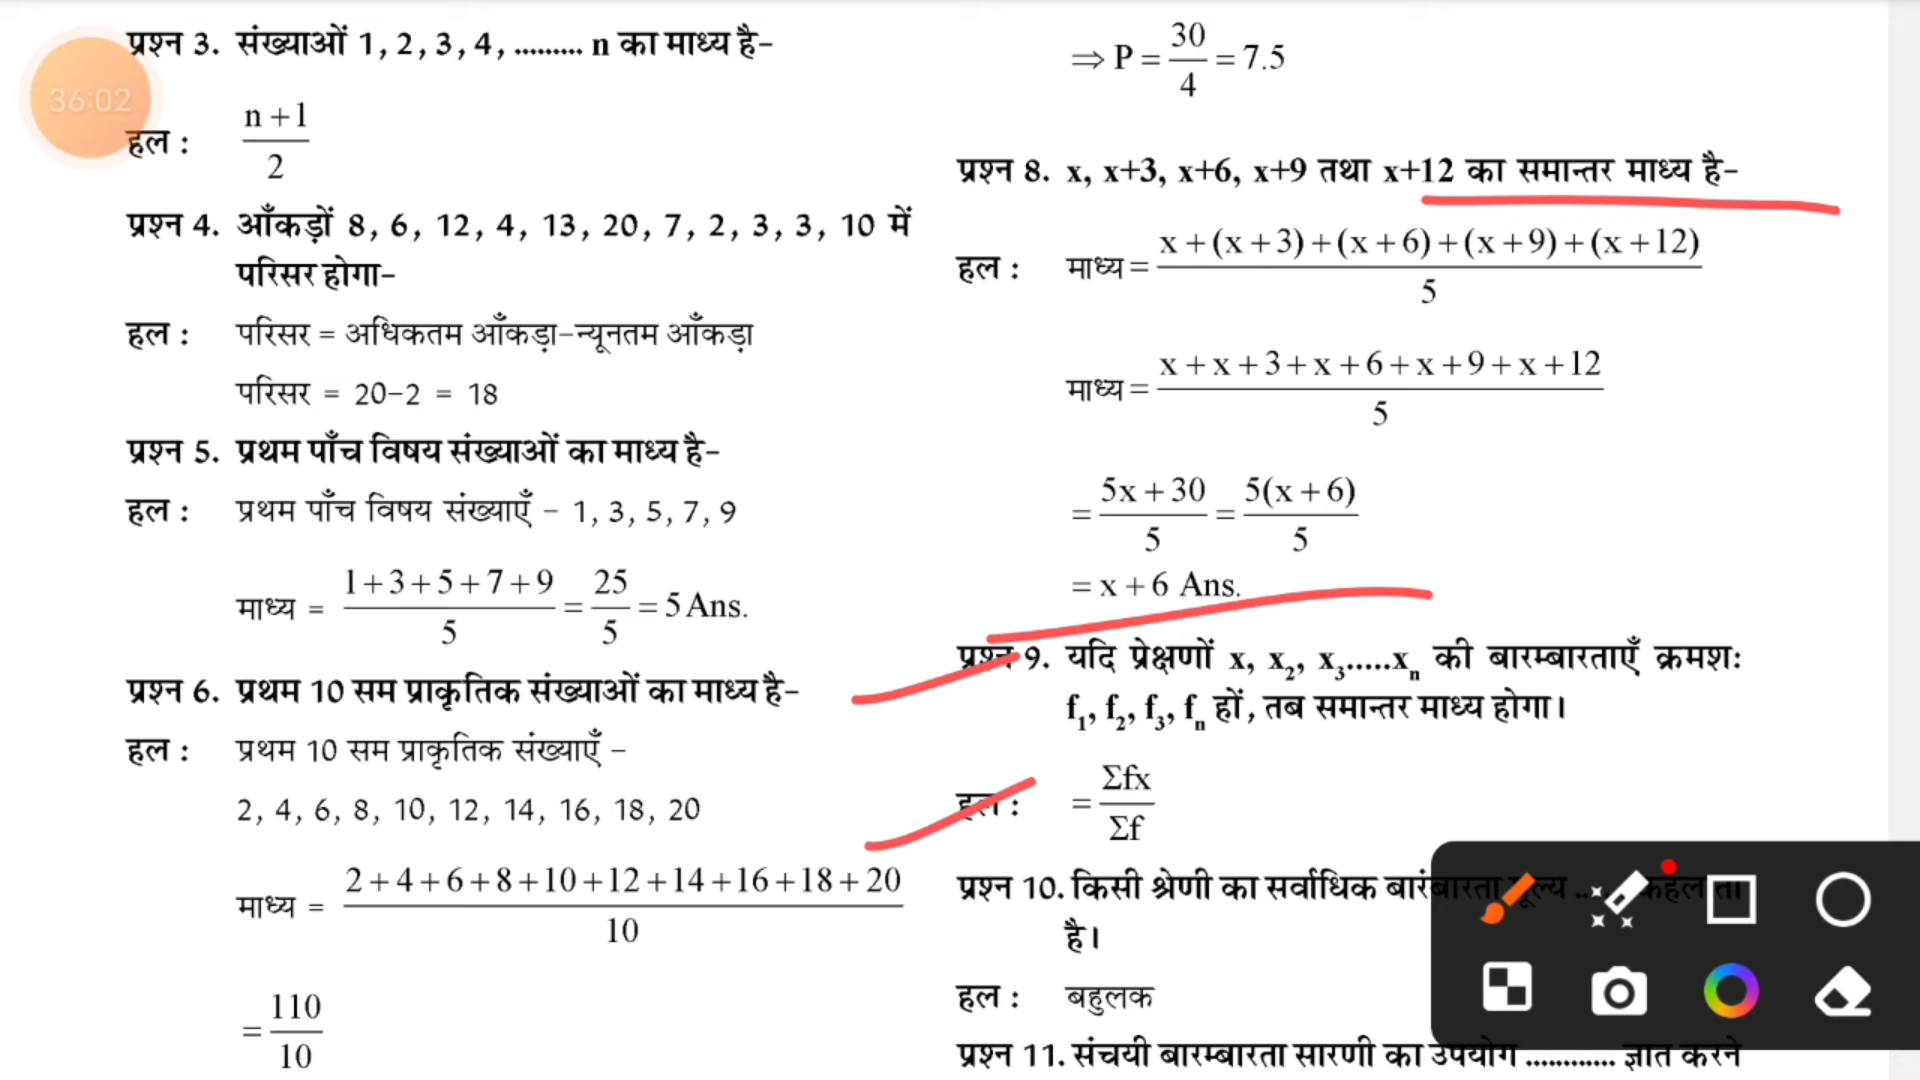 36:02
प्रश्न 3. संख्याओं 1, 2, 3, 4, ......... n का माध्य है-
हल : n + 1 / 2
प्रश्न 4. आँकड़ों 8, 6, 12, 4, 13, 20, 7, 2, 3, 3, 10 में
परिसर होगा-
हल : परिसर = अधिकतम आँकड़ा-न्यूनतम आँकड़ा
परिसर = 20-2 = 18
प्रश्न 5. प्रथम पाँच विषय संख्याओं का माध्य है-
हल : प्रथम पाँच विषय संख्याएँ - 1, 3, 5, 7, 9
माध्य = 1+3+5+7+9 / 5 = 25 / 5 = 5 Ans.
प्रश्न 6. प्रथम 10 सम प्राकृतिक संख्याओं का माध्य है-
हल : प्रथम 10 सम प्राकृतिक संख्याएँ -
2, 4, 6, 8, 10, 12, 14, 16, 18, 20
माध्य = 2+4+6+8+10+12+14+16+18+20 / 10
= 110 / 10
⇒ P = 30 / 4 = 7.5
प्रश्न 8. x, x+3, x+6, x+9 तथा x+12 का समान्तर माध्य है-
हल : माध्य = x + (x + 3) + (x + 6) + (x + 9) + (x + 12) / 5
माध्य = x + x + 3 + x + 6 + x + 9 + x + 12 / 5
= 5x + 30 / 5 = 5(x + 6) / 5
= x + 6 Ans.
प्रश्न 9. यदि प्रेक्षणों x, x₂, x₃.....xₙ की बारम्बारताएँ क्रमशः
f₁, f₂, f₃, fₙ हों, तब समान्तर माध्य होगा।
हल : = Σfx / Σf
प्रश्न 10. किसी श्रेणी का सर्वाधिक बारंबारता मूल्य
है।
हल : बहुलक
प्रश्न 11. संचयी बारम्बारता सारणी का उपयोग ............ ज्ञात करने